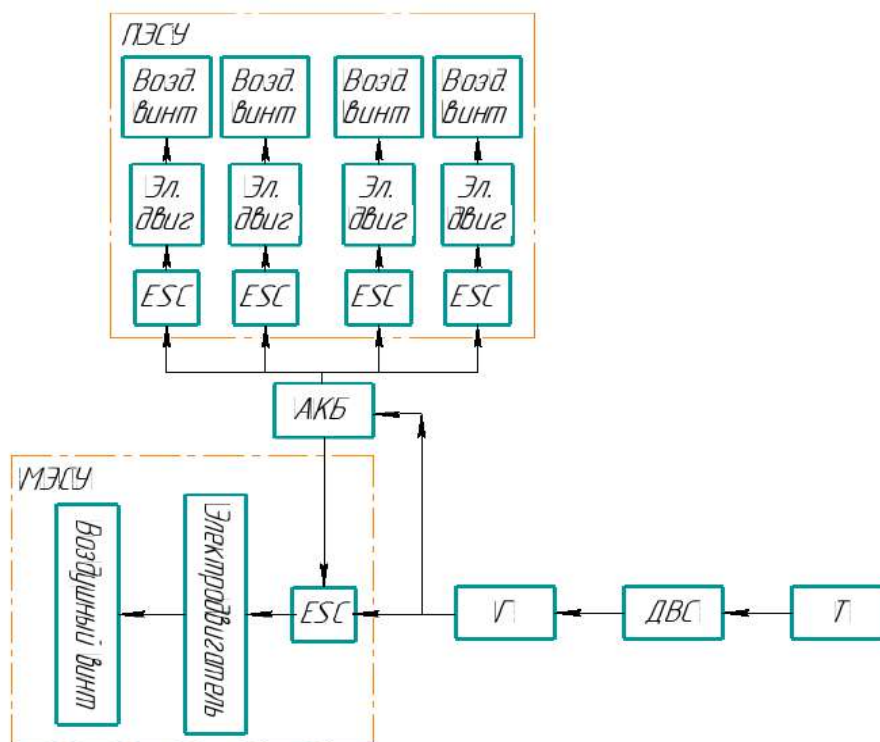 ПЭСУ
Возд.
винт
Возд.
винт
Возд.
винт
Возд.
винт
Эл.
двиг
Эл.
двиг
Эл.
двиг
Эл.
двиг
ESC
ESC
ESC
ESC
АКБ
МЭСУ
Воздушный винт
Электродвигатель
ESC
Г
ДВС
Т